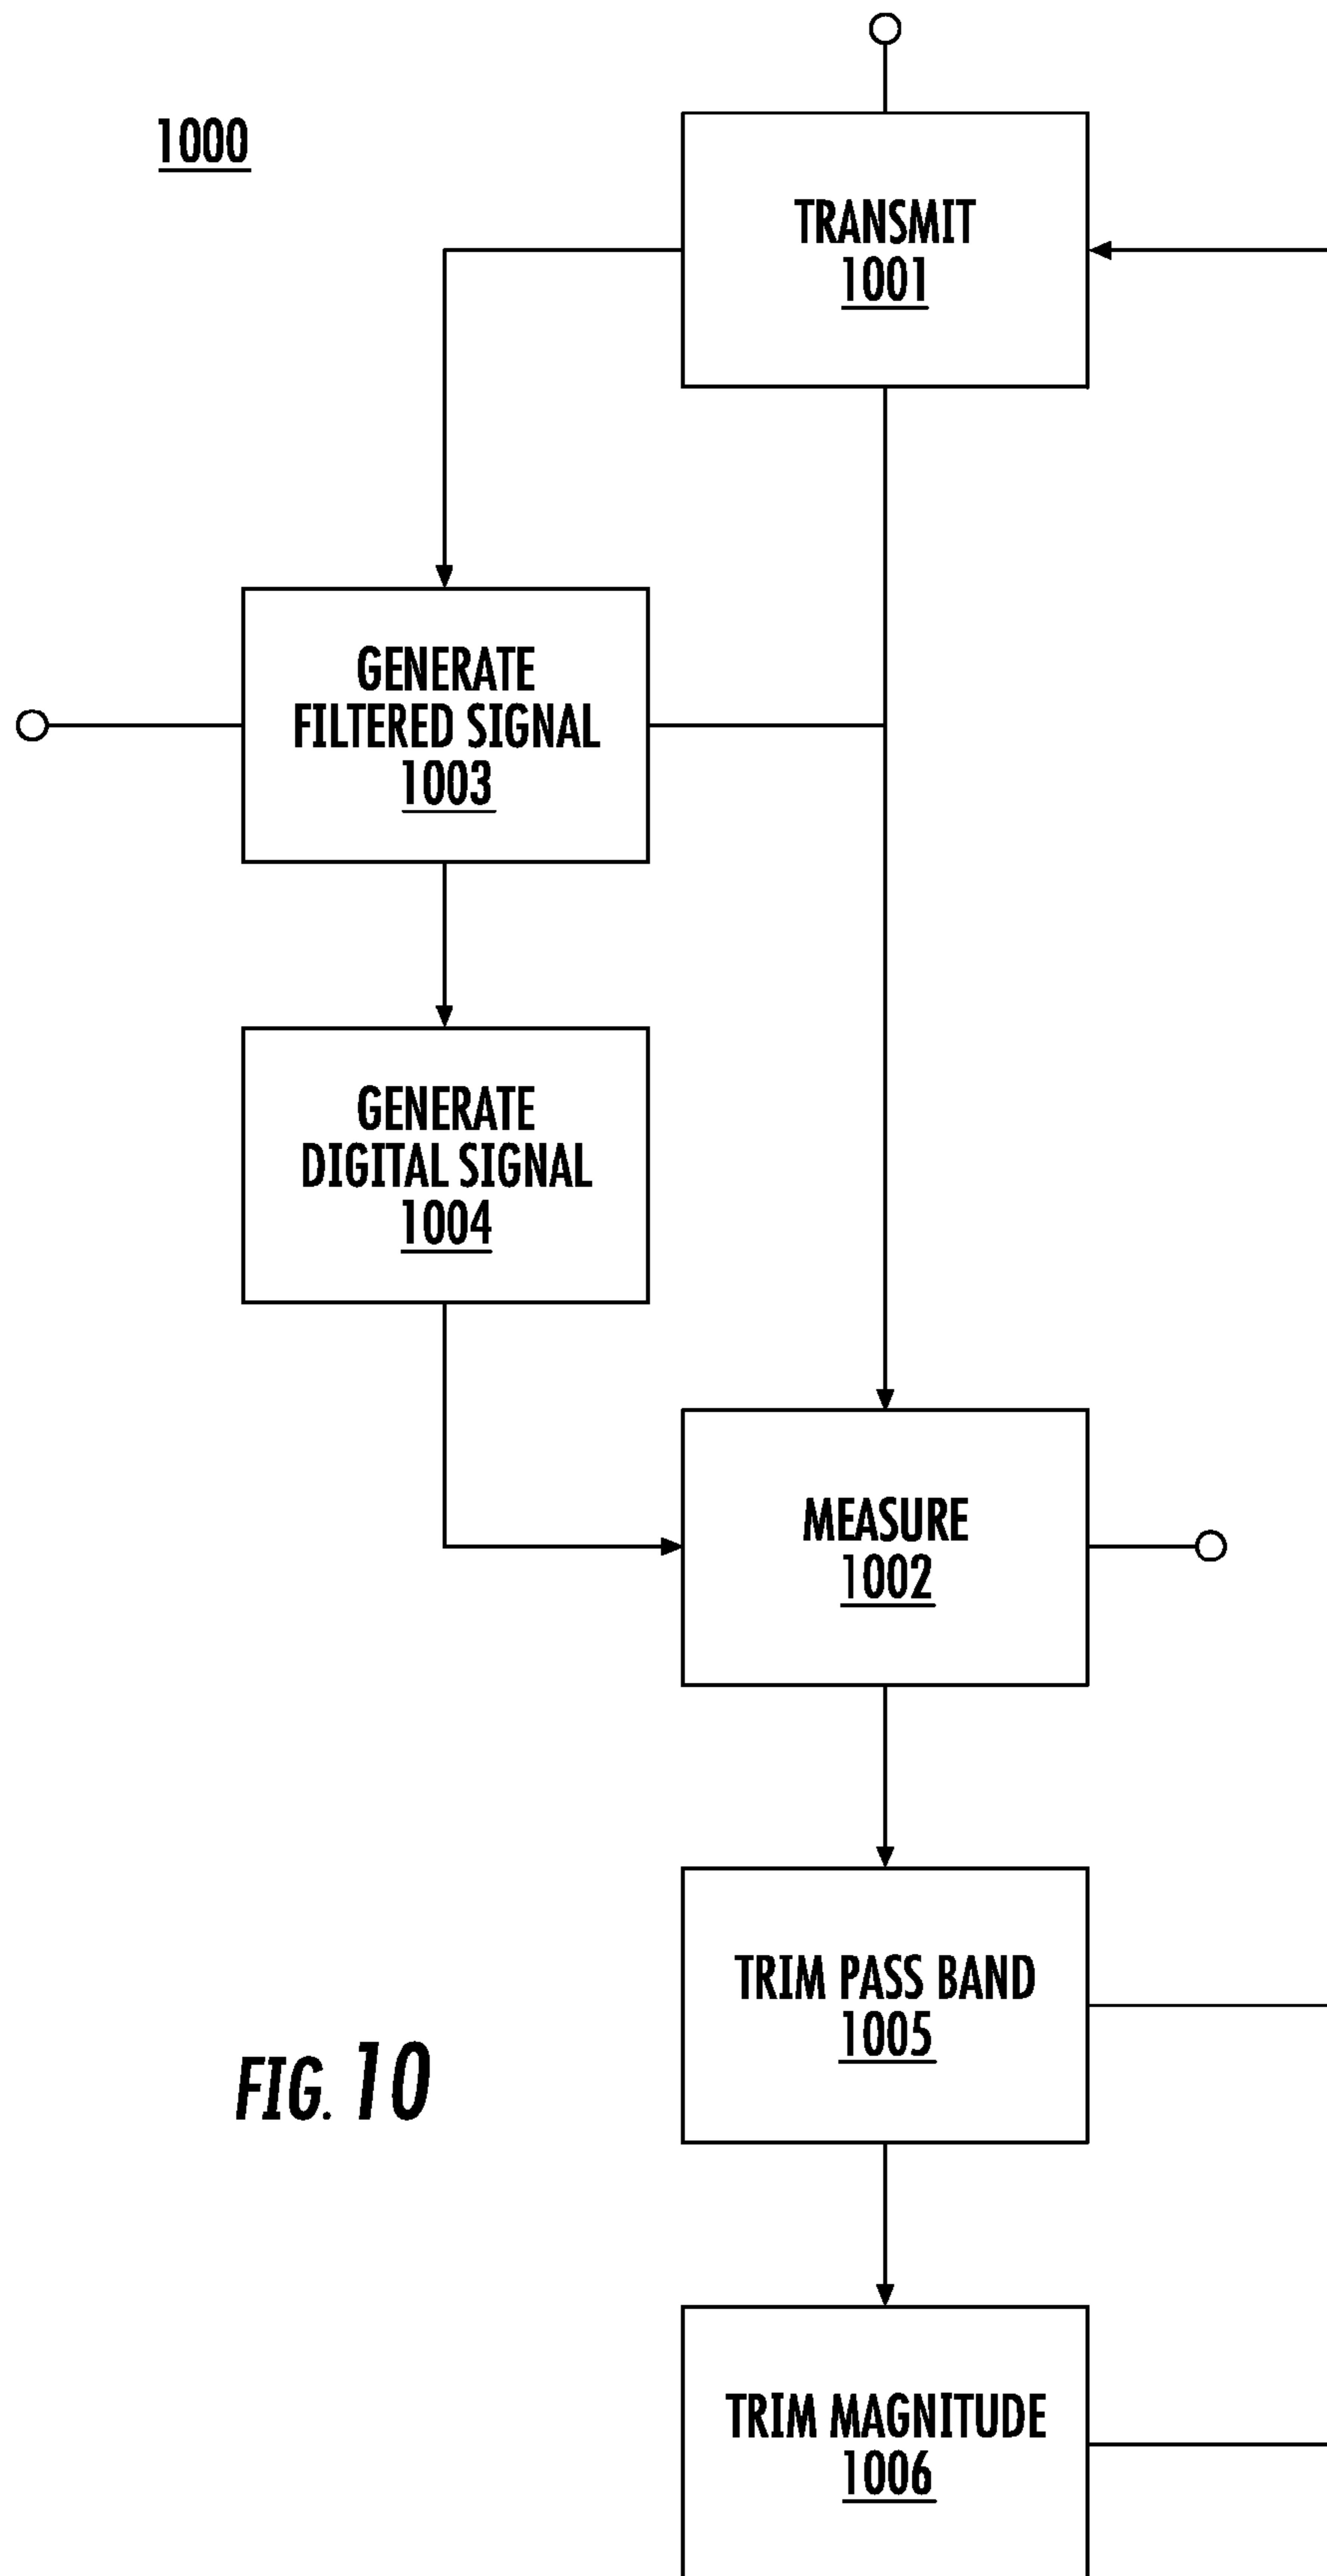 1000
TRANSMIT
1001
GENERATE
FILTERED SIGNAL
1003
GENERATE
DIGITAL SIGNAL
1004
MEASURE
1002
TRIM PASS BAND
1005
FIG. 10
TRIM MAGNITUDE
1006